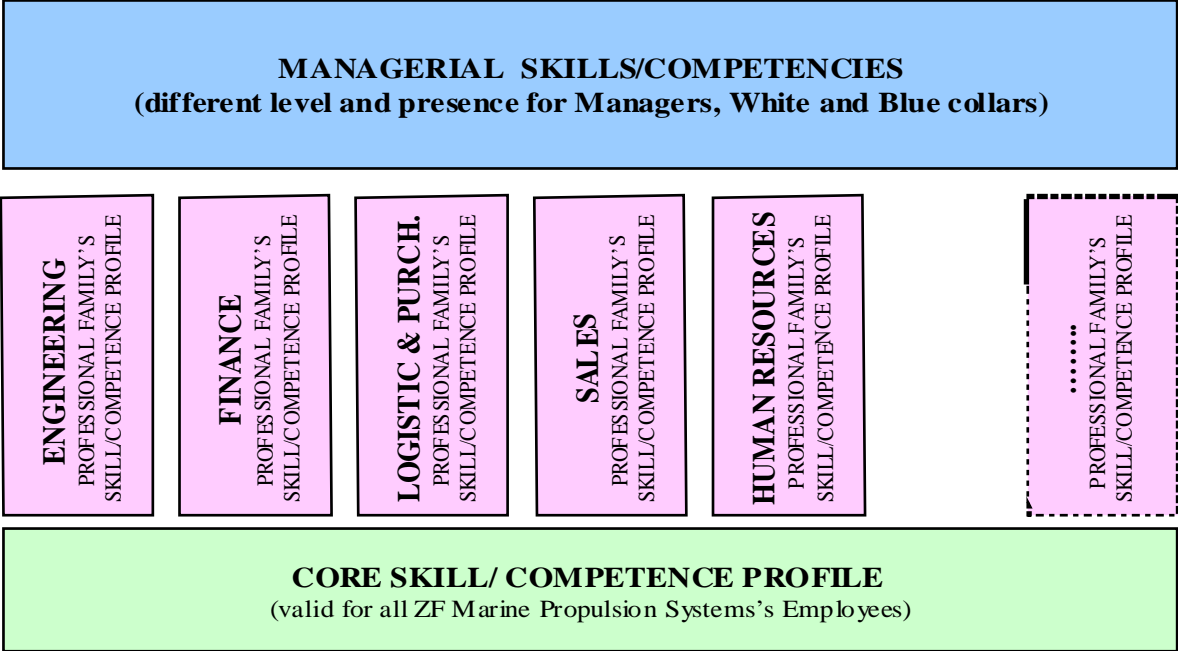 MANAGERIAL SKILLS/COMPETENCIES
(different level and presence for Managers, White and Blue collars)
ENGINEERING
PROFESSIONAL FAMILY'S
SKILL/COMPETENCE PROFILE
FINANCE
PROFESSIONAL FAMILY'S
SKILL/COMPETENCE PROFILE
LOGISTIC & PURCH.
PROFESSIONAL FAMILY'S
SKILL/COMPETENCE PROFILE
SALES
PROFESSIONAL FAMILY'S
SKILL/COMPETENCE PROFILE
HUMAN RESOURCES
PROFESSIONAL FAMILY'S
SKILL/COMPETENCE PROFILE
........
PROFESSIONAL FAMILY'S
SKILL/COMPETENCE PROFILE
CORE SKILL/ COMPETENCE PROFILE
(valid for all ZF Marine Propulsion Systems's Employees)